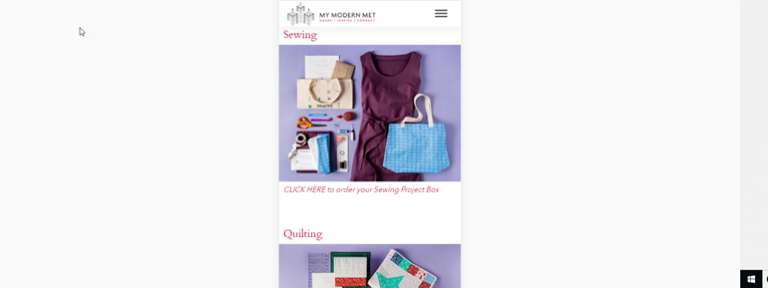 MY MODERN MET
SHARE | INSPIRE | CONNECT
Sewing
CLICK HERE to order your Sewing Project Box
Quilting